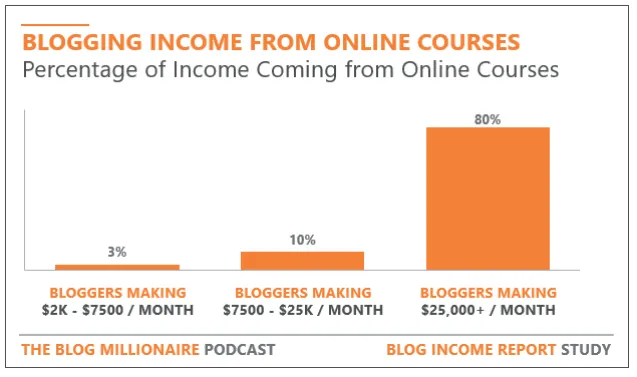 BLOGGING INCOME FROM ONLINE COURSES
Percentage of Income Coming from Online Courses
3%
10%
80%
BLOGGERS MAKING
$2K - $7500 / MONTH
BLOGGERS MAKING
$7500 - $25K / MONTH
BLOGGERS MAKING
$25,000+ / MONTH
THE BLOG MILLIONAIRE PODCAST
BLOG INCOME REPORT STUDY